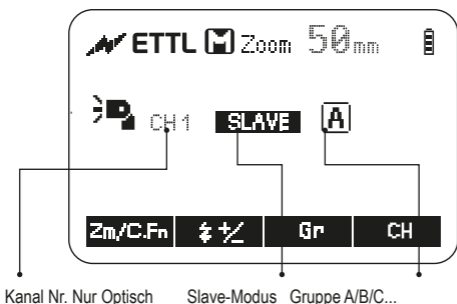 ETTL M Zoom 50mm
CH1 SLAVE A
Zm/C.Fn +/- Gr CH
Kanal Nr. Nur Optisch Slave-Modus Gruppe A/B/C...